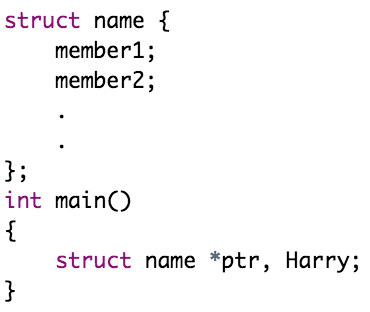 struct name {
    member1;
    member2;
    .
    .
};
int main()
{
    struct name *ptr, Harry;
}